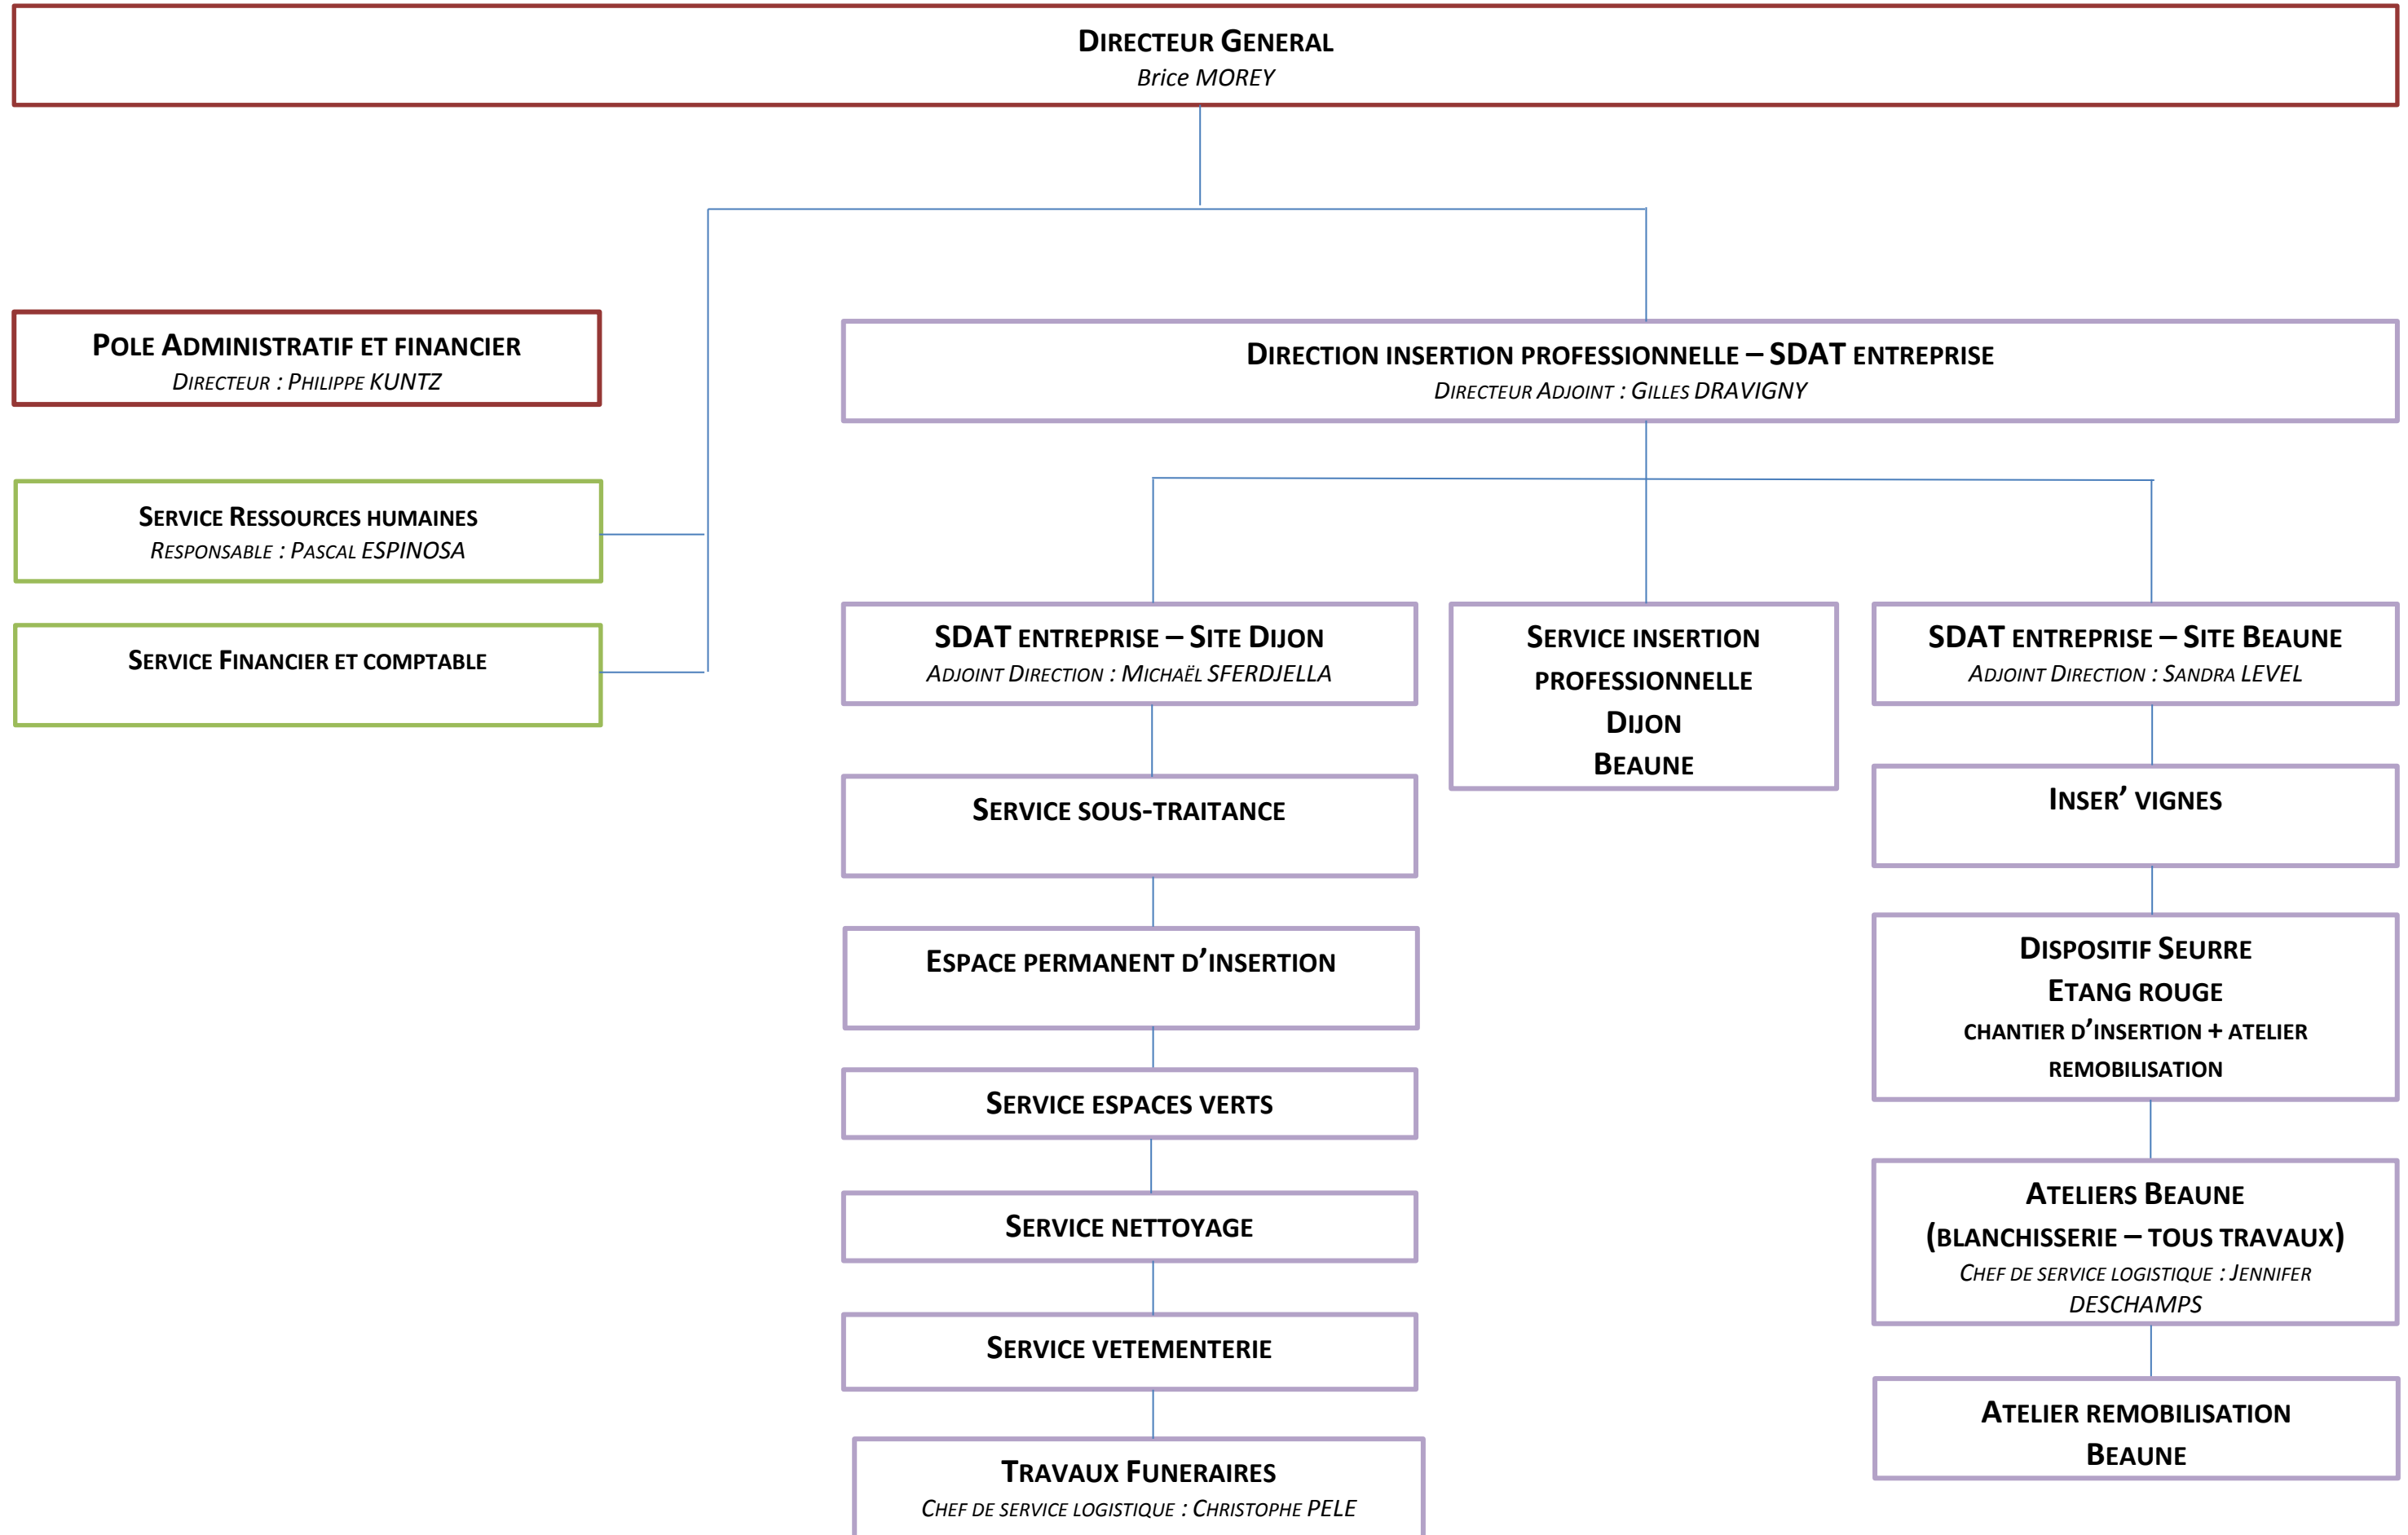 DIRECTEUR GENERAL
Brice MOREY
POLE ADMINISTRATIF ET FINANCIER
DIRECTEUR : PHILIPPE KUNTZ
DIRECTION INSERTION PROFESSIONNELLE – SDAT ENTREPRISE
DIRECTEUR ADJOINT : GILLES DRAVIGNY
SERVICE RESSOURCES HUMAINES
RESPONSABLE : PASCAL ESPINOSA
SERVICE FINANCIER ET COMPTABLE
SDAT ENTREPRISE – SITE DIJON
ADJOINT DIRECTION : MICHAËL SFERDJELLA
SERVICE SOUS-TRAITANCE
ESPACE PERMANENT D’INSERTION
SERVICE ESPACES VERTS
SERVICE NETTOYAGE
SERVICE VETEMENTERIE
TRAVAUX FUNERAIRES
CHEF DE SERVICE LOGISTIQUE : CHRISTOPHE PELE
SERVICE INSERTION
PROFESSIONNELLE
DIJON
BEAUNE
SDAT ENTREPRISE – SITE BEAUNE
ADJOINT DIRECTION : SANDRA LEVEL
INSER’ VIGNES
DISPOSITIF SEURRE
ETANG ROUGE
CHANTIER D’INSERTION + ATELIER
REMOBILISATION
ATELIERS BEAUNE
(BLANCHISSERIE – TOUS TRAVAUX)
CHEF DE SERVICE LOGISTIQUE : JENNIFER
DESCHAMPS
ATELIER REMOBILISATION
BEAUNE